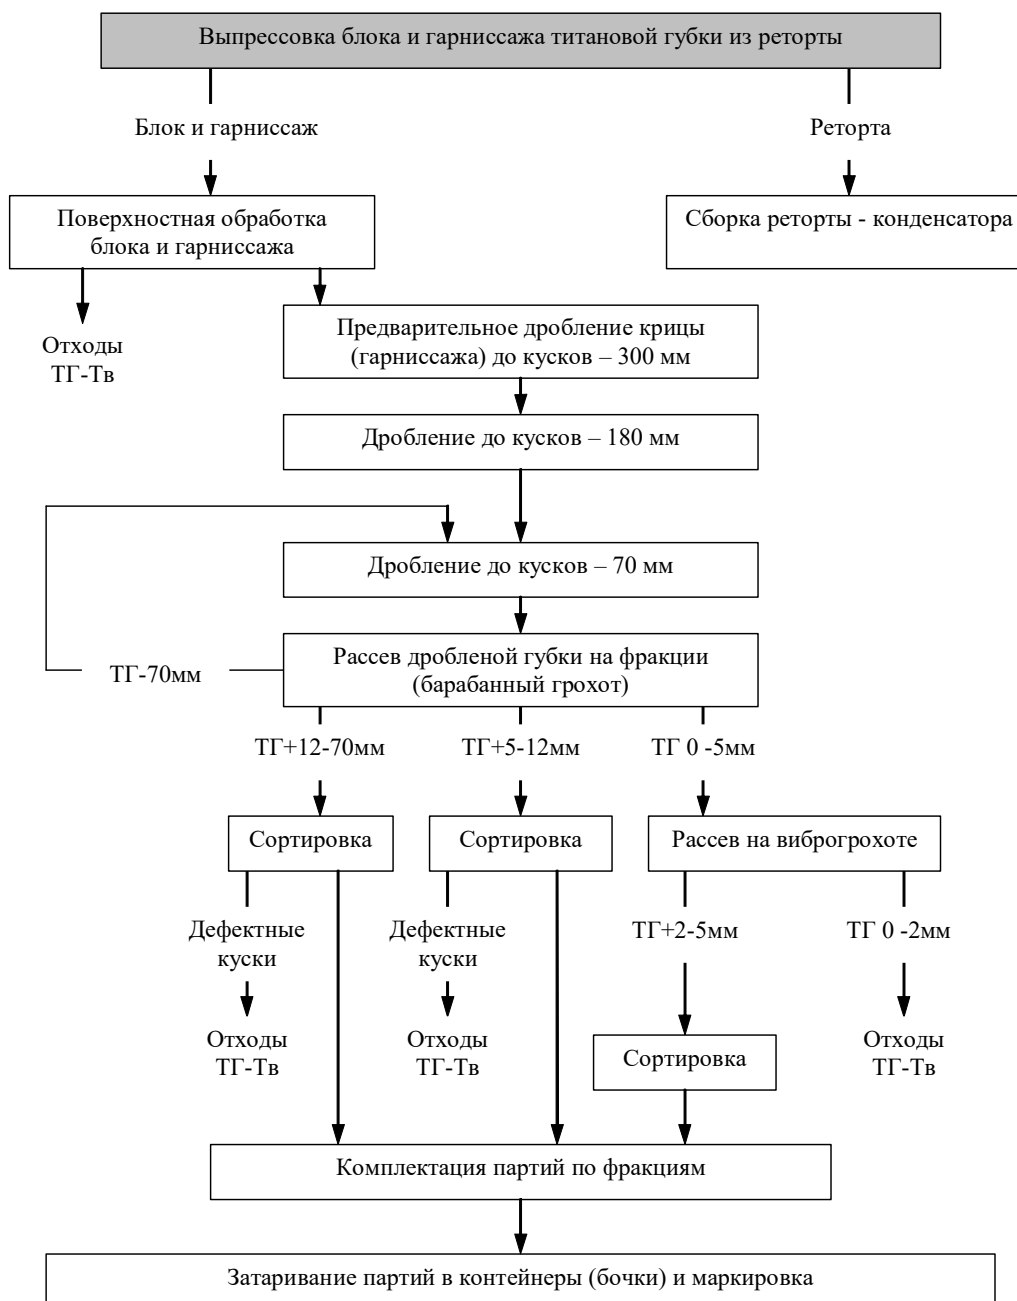 Выпрессовка блока и гарниссажа титановой губки из реторты
Блок и гарниссаж
Реторта
Поверхностная обработка
блока и гарниссажа
Сборка реторты - конденсатора
Отходы
ТГ-Тв
Предварительное дробление крицы
(гарниссажа) до кусков – 300 мм
Дробление до кусков – 180 мм
Дробление до кусков – 70 мм
ТГ-70мм
Рассев дробленой губки на фракции
(барабанный грохот)
ТГ+12-70мм
ТГ+5-12мм
ТГ 0 -5мм
Сортировка
Сортировка
Рассев на виброгрохоте
Дефектные
куски
Дефектные
куски
ТГ+2-5мм
ТГ 0 -2мм
Отходы
ТГ-Тв
Отходы
ТГ-Тв
Сортировка
Отходы
ТГ-Тв
Комплектация партий по фракциям
Затаривание партий в контейнеры (бочки) и маркировка